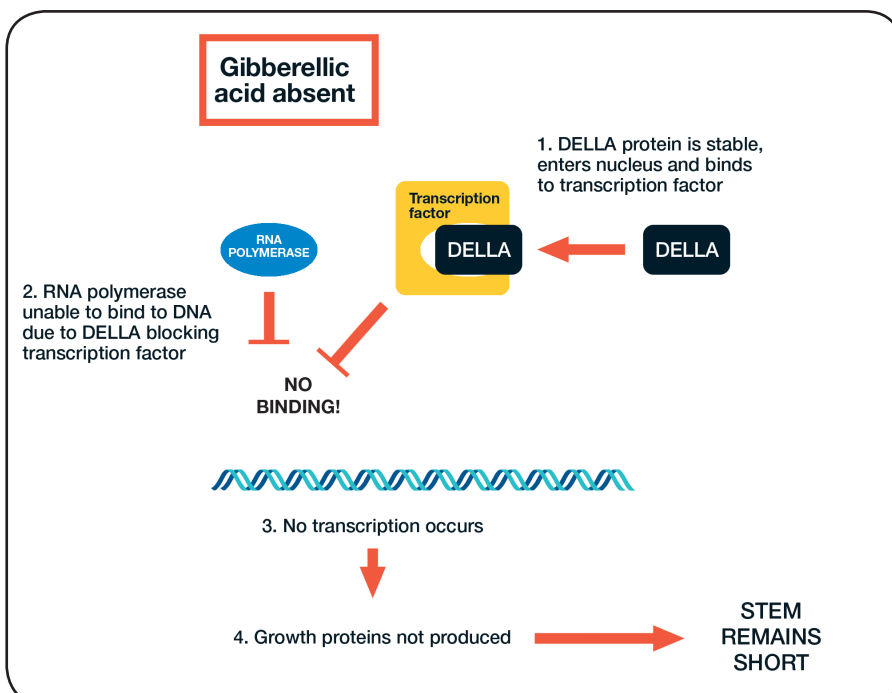 Gibberellic
acid absent
1. DELLA protein is stable,
enters nucleus and binds
to transcription factor
Transcription
factor
DELLA
DELLA
RNA
POLYMERASE
2. RNA polymerase
unable to bind to DNA
due to DELLA blocking
transcription factor
NO
BINDING!
3. No transcription occurs
4. Growth proteins not produced
STEM
REMAINS
SHORT